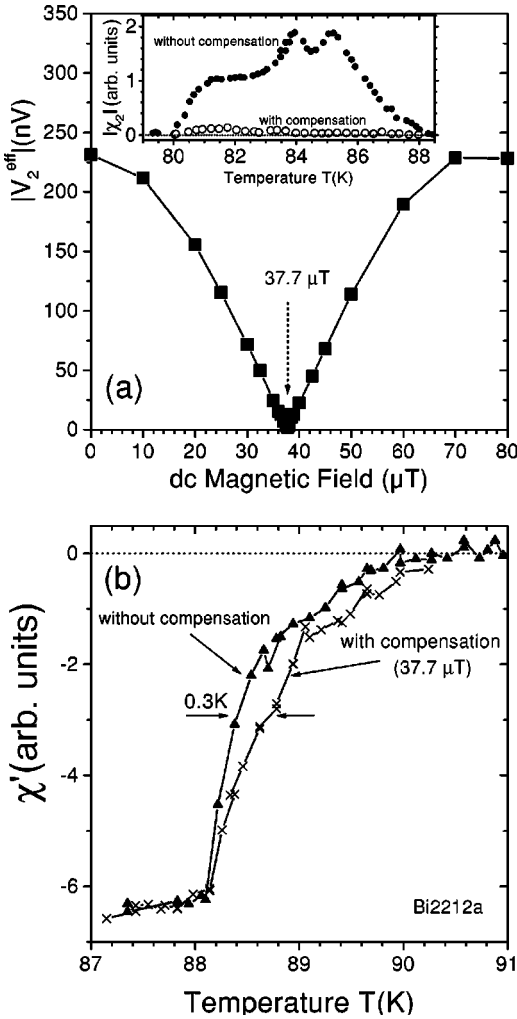 350
300
250
200
150
100
50
0
|V₂ᵉᶠᶠ|(nV)
2
1
0
|χ₂|(arb. units)
without compensation
with compensation
80 82 84 86 88
Temperature T(K)
37.7 μT
(a)
0 10 20 30 40 50 60 70 80
dc Magnetic Field (μT)
0
-2
-4
-6
χ'(arb. units)
(b)
without compensation
with compensation
(37.7 μT)
0.3K
Bi2212a
87 88 89 90 91
Temperature T(K)